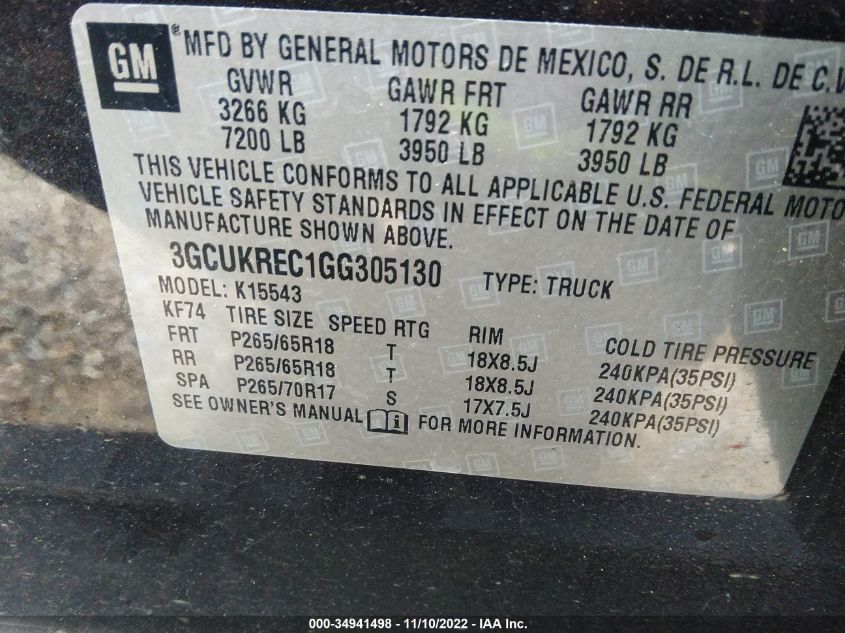 GM ® MFD BY GENERAL MOTORS DE MEXICO, S. DE R.L. DE C.V
GVWR GAWR FRT GAWR RR
3266 KG 1792 KG 1792 KG
7200 LB 3950 LB 3950 LB
THIS VEHICLE CONFORMS TO ALL APPLICABLE U.S. FEDERAL MOTO
VEHICLE SAFETY STANDARDS IN EFFECT ON THE DATE OF
MANUFACTURE SHOWN ABOVE.
3GCUKREC1GG305130 TYPE: TRUCK
MODEL: K15543
KF74 TIRE SIZE SPEED RTG RIM COLD TIRE PRESSURE
FRT P265/65R18 T 18X8.5J 240KPA(35PSI)
RR P265/65R18 T 18X8.5J 240KPA(35PSI)
SPA P265/70R17 S 17X7.5J 240KPA(35PSI)
SEE OWNER'S MANUAL i FOR MORE INFORMATION.
000-34941498 - 11/10/2022 - IAA Inc.